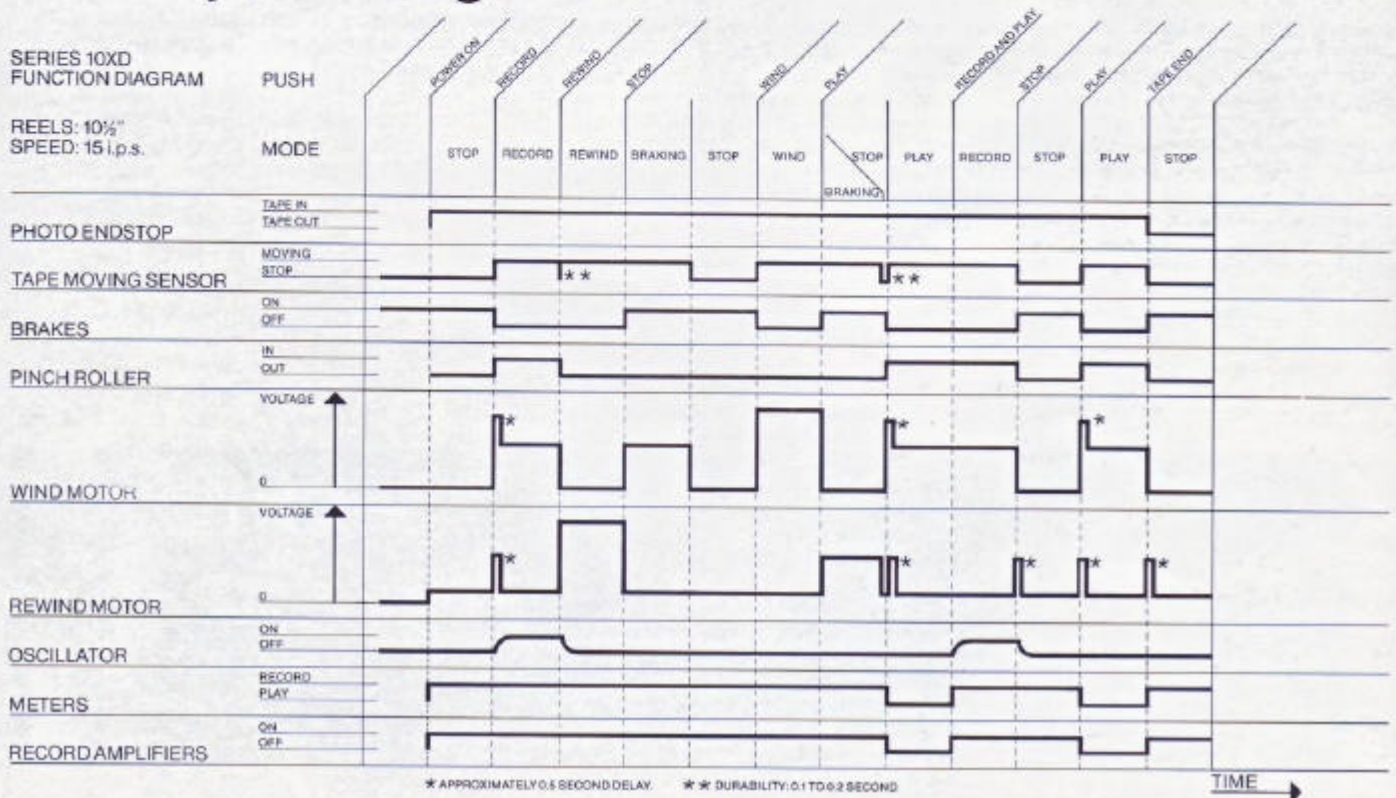 SERIES 10XD
FUNCTION DIAGRAM
PUSH
POWER ON
RECORD
REWIND
STOP
WIND
PLAY
RECORD AND PLAY
STOP
PLAY
TAPE END
REELS: 10½"
SPEED: 15 i.p.s.
MODE
STOP RECORD REWIND BRAKING STOP WIND STOP PLAY RECORD STOP PLAY STOP
BRAKING
TAPE IN
TAPE OUT
PHOTO ENDSTOP
MOVING
STOP
**
**
TAPE MOVING SENSOR
ON
OFF
BRAKES
IN
OUT
PINCH ROLLER
VOLTAGE
* * *
0
WIND MOTOR
VOLTAGE
* * * * *
0
REWIND MOTOR
ON
OFF
OSCILLATOR
RECORD
PLAY
METERS
ON
OFF
RECORD AMPLIFIERS
* APPROXIMATELY 0.5 SECOND DELAY. ** DURABILITY: 0.1 TO 0.2 SECOND
TIME